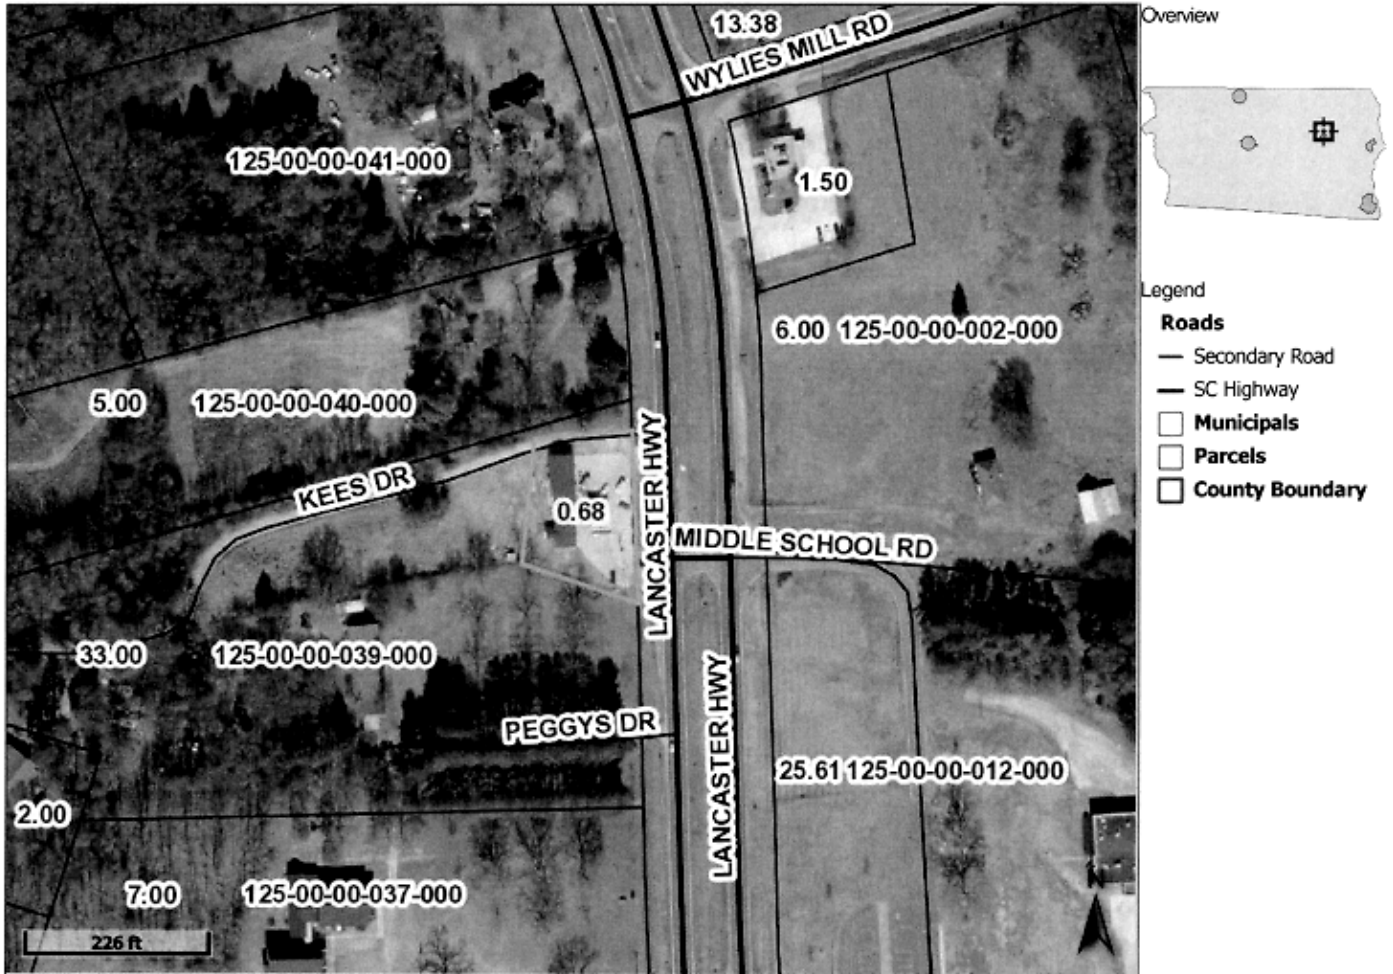 13.38
WYLIES MILL RD
125-00-00-041-000
1.50
6.00 125-00-00-002-000
5.00 125-00-00-040-000
KEES DR
0.68
LANCASTER HWY
MIDDLE SCHOOL RD
33.00 125-00-00-039-000
PEGGYS DR
LANCASTER HWY
25.61 125-00-00-012-000
2.00
7.00 125-00-00-037-000
226 ft
Overview
Legend
Roads
Secondary Road
SC Highway
Municipals
Parcels
County Boundary